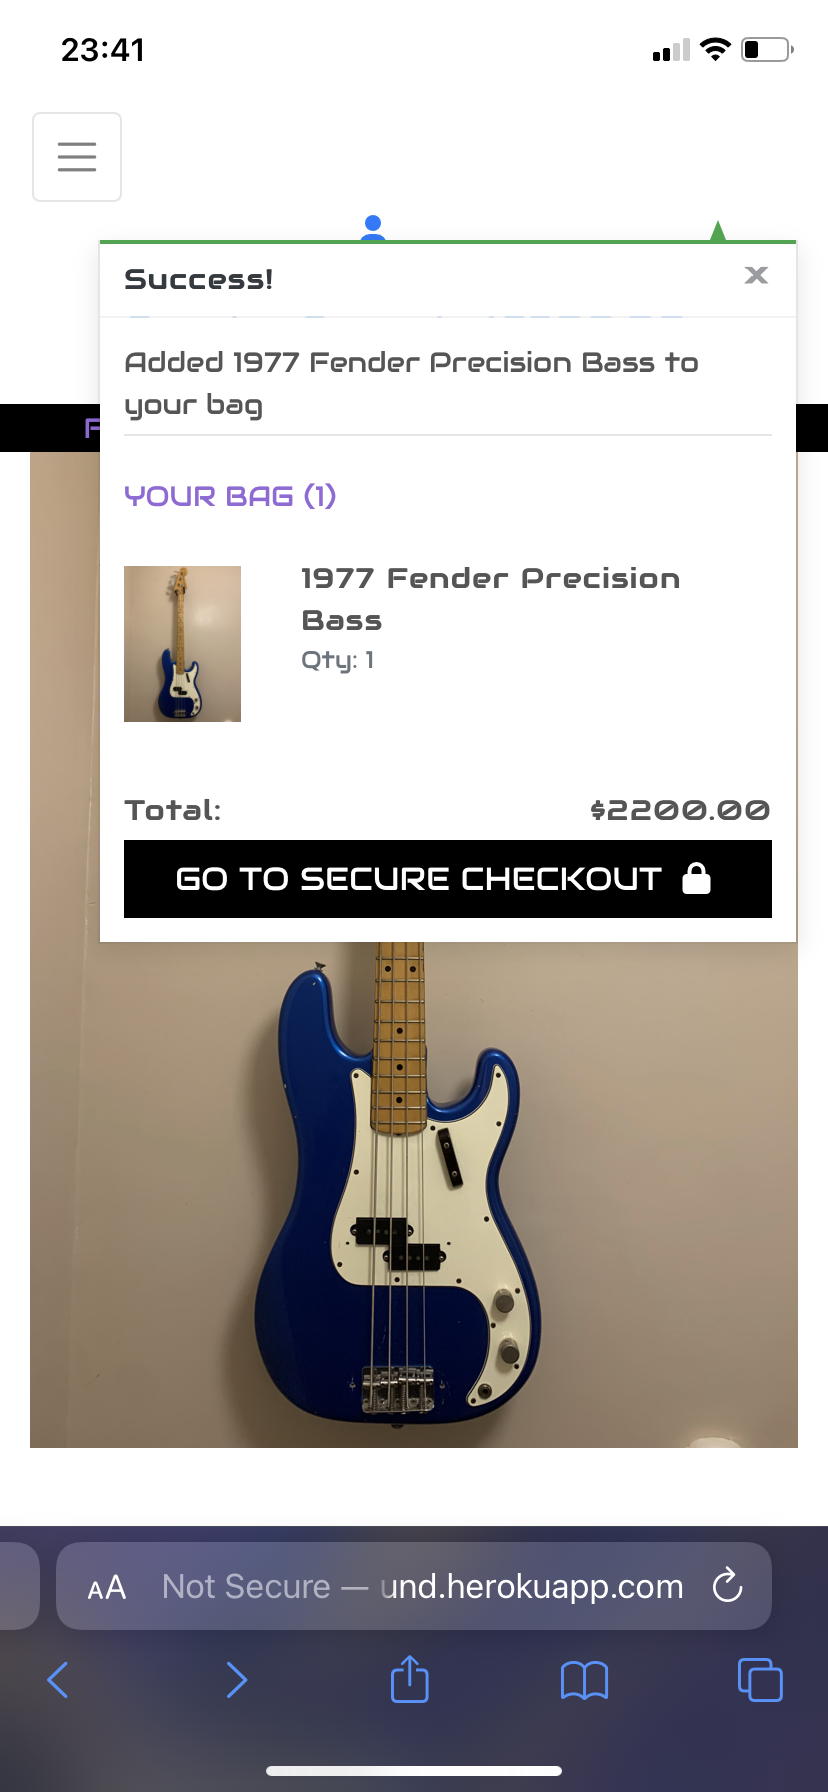 23:41
Success!
x
Added 1977 Fender Precision Bass to
your bag
YOUR BAG (1)
1977 Fender Precision
Bass
Qty: 1
Total: $2200.00
GO TO SECURE CHECKOUT
AA Not Secure — und.herokuapp.com